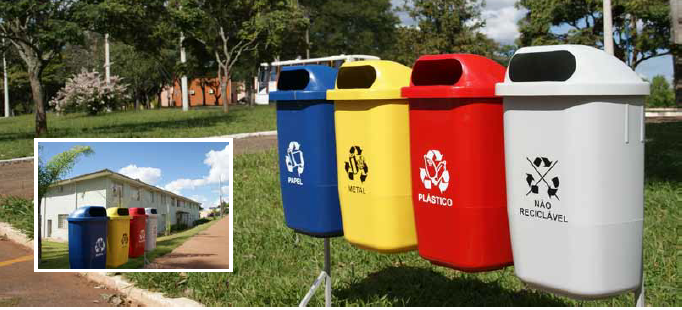 PAPEL
METAL
PLÁSTICO
NÃO
RECICLÁVEL